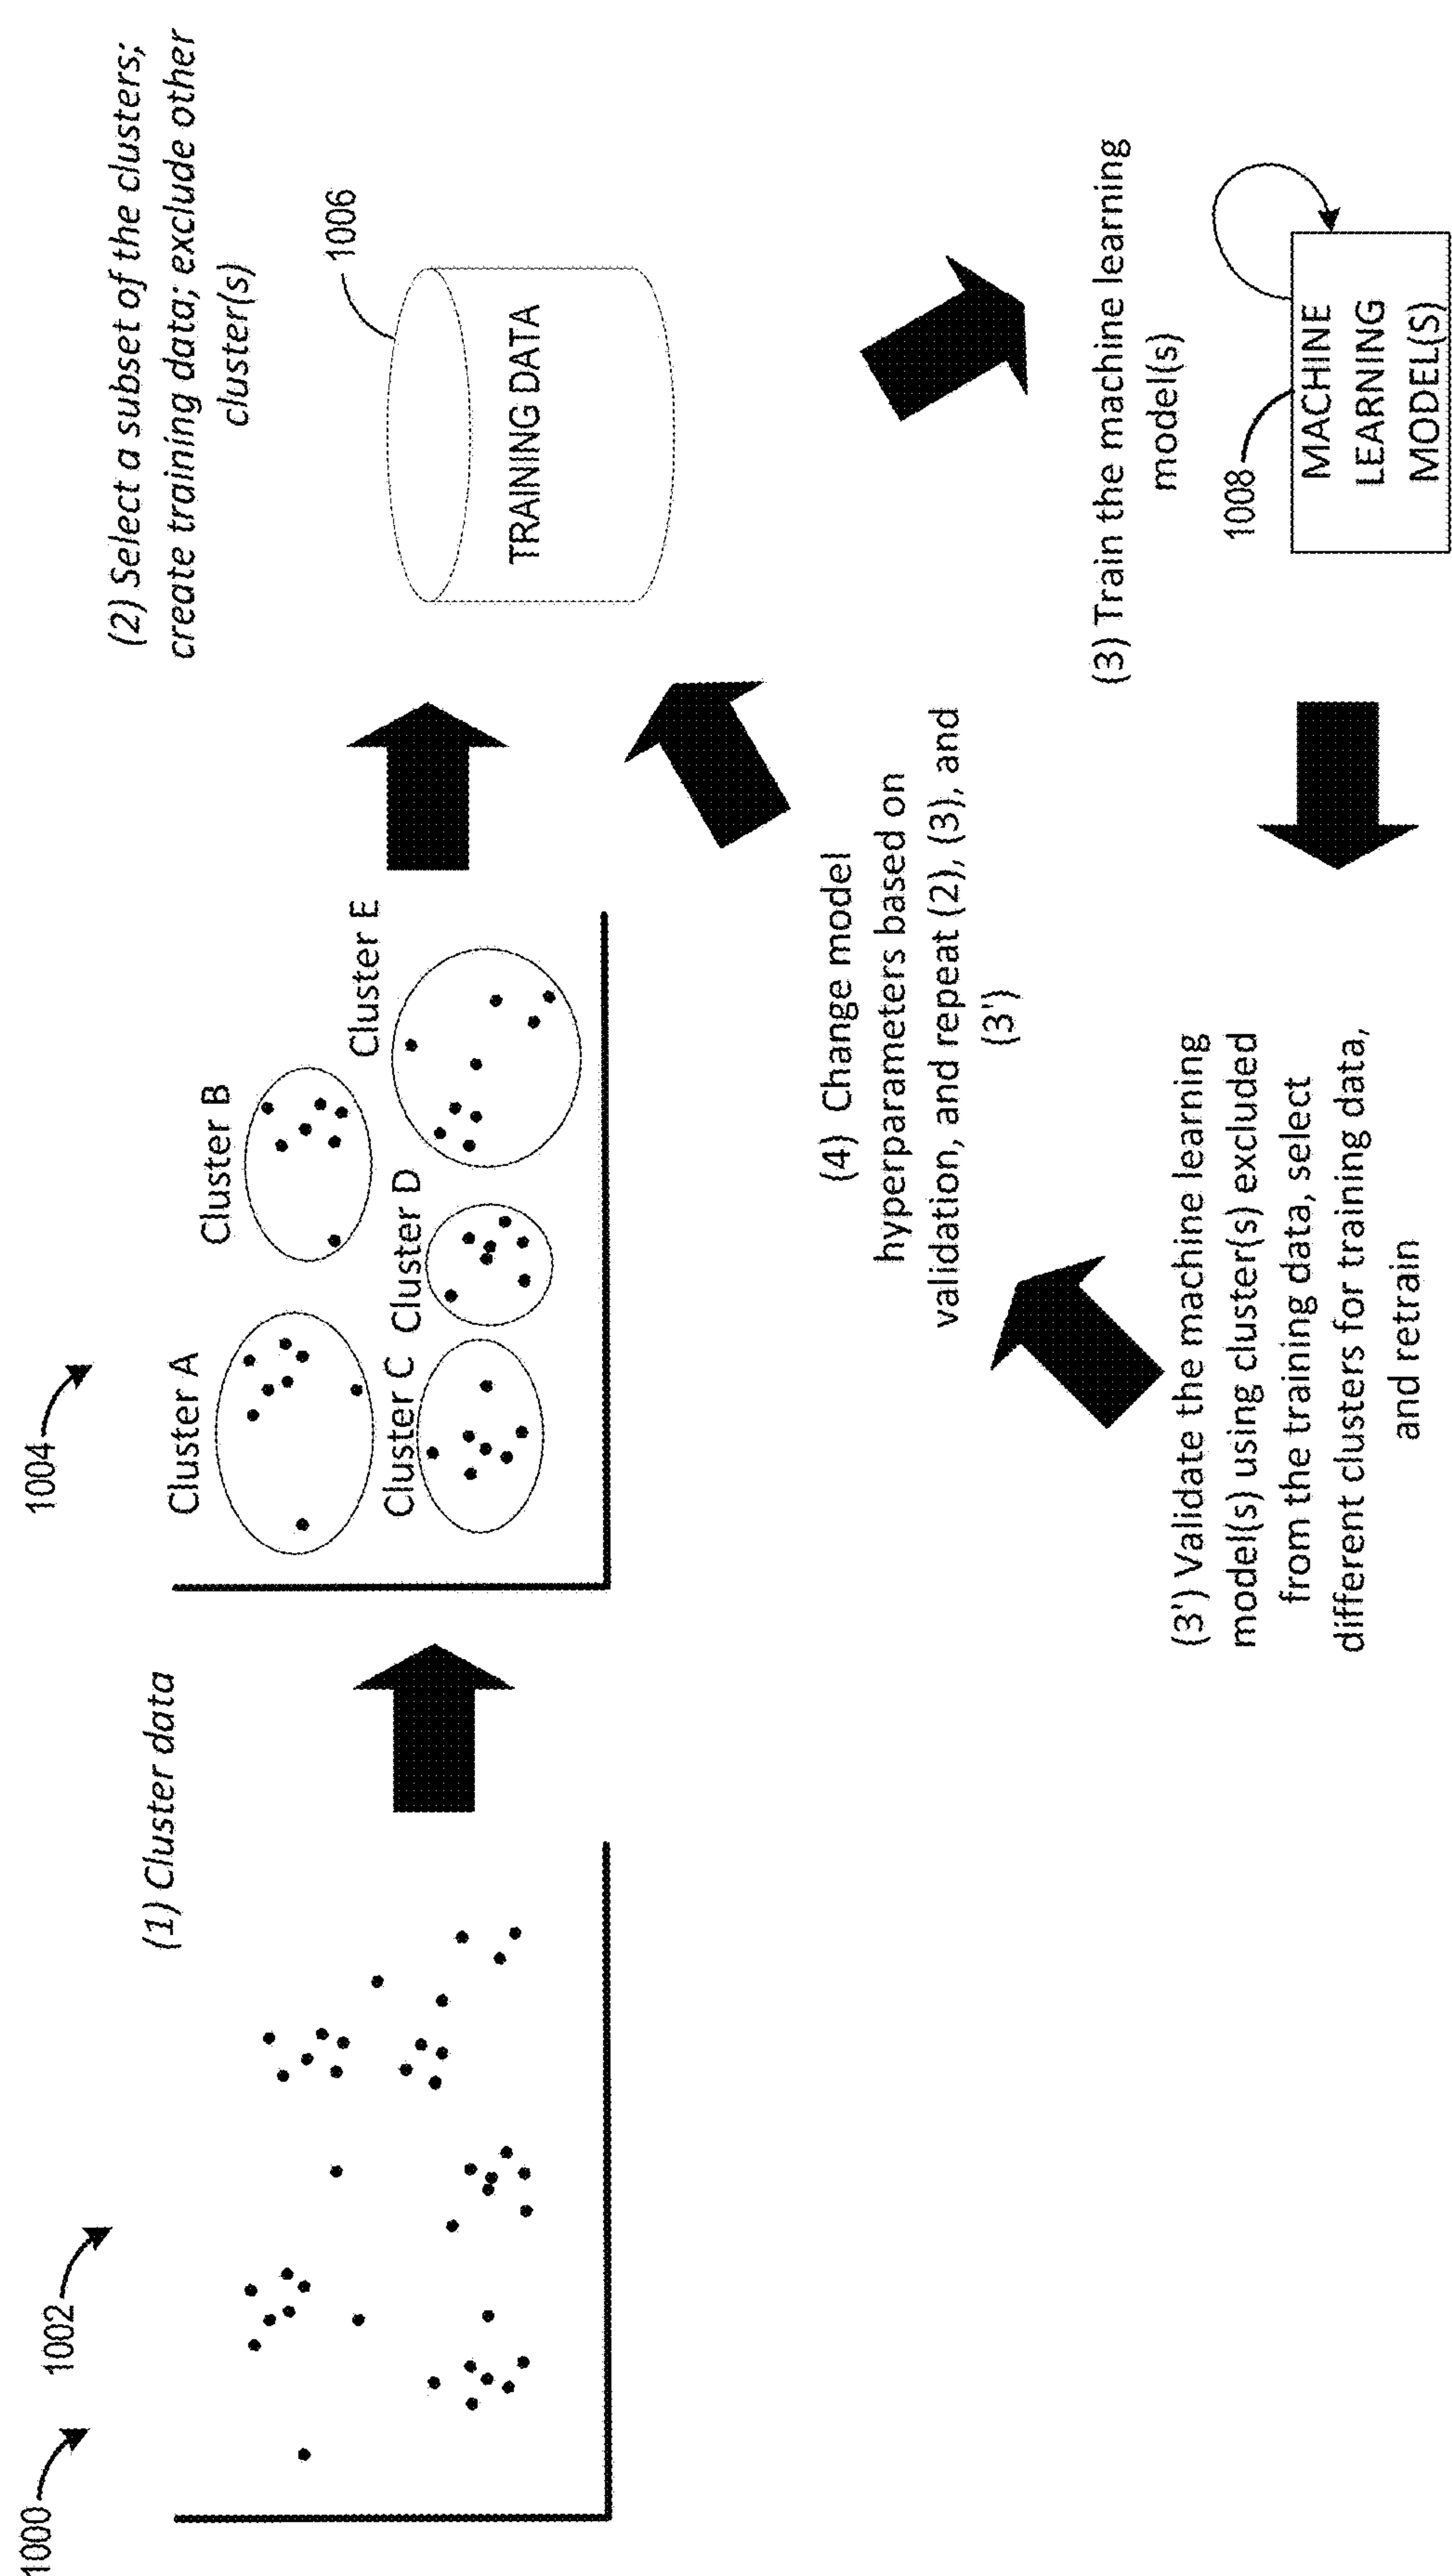 1000
1002
(1) Cluster data
1004
Cluster A
Cluster B
Cluster C
Cluster D
Cluster E
(2) Select a subset of the clusters;
create training data; exclude other
cluster(s)
1006
TRAINING DATA
(3) Train the machine learning
model(s)
1008
MACHINE
LEARNING
MODEL(S)
(3') Validate the machine learning
model(s) using cluster(s) excluded
from the training data, select
different clusters for training data,
and retrain
(4) Change model
hyperparameters based on
validation, and repeat (2), (3), and
(3')